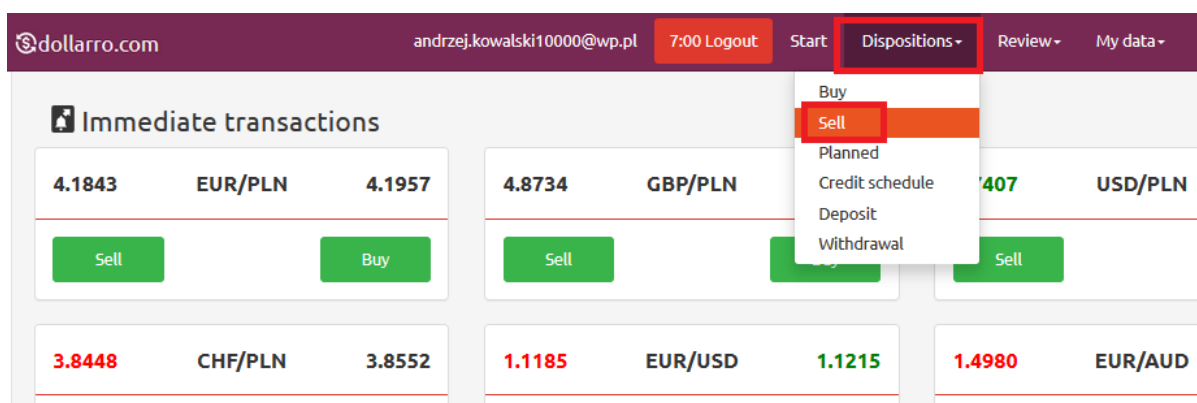 dollarro.com andrzej.kowalski10000@wp.pl 7:00 Logout Start Dispositions Review My data
Buy
Sell
Planned
Credit schedule
Deposit
Withdrawal
Immediate transactions
4.1843 EUR/PLN 4.1957
Sell Buy
4.8734 GBP/PLN
Sell
407 USD/PLN
Sell
3.8448 CHF/PLN 3.8552
1.1185 EUR/USD 1.1215
1.4980 EUR/AUD